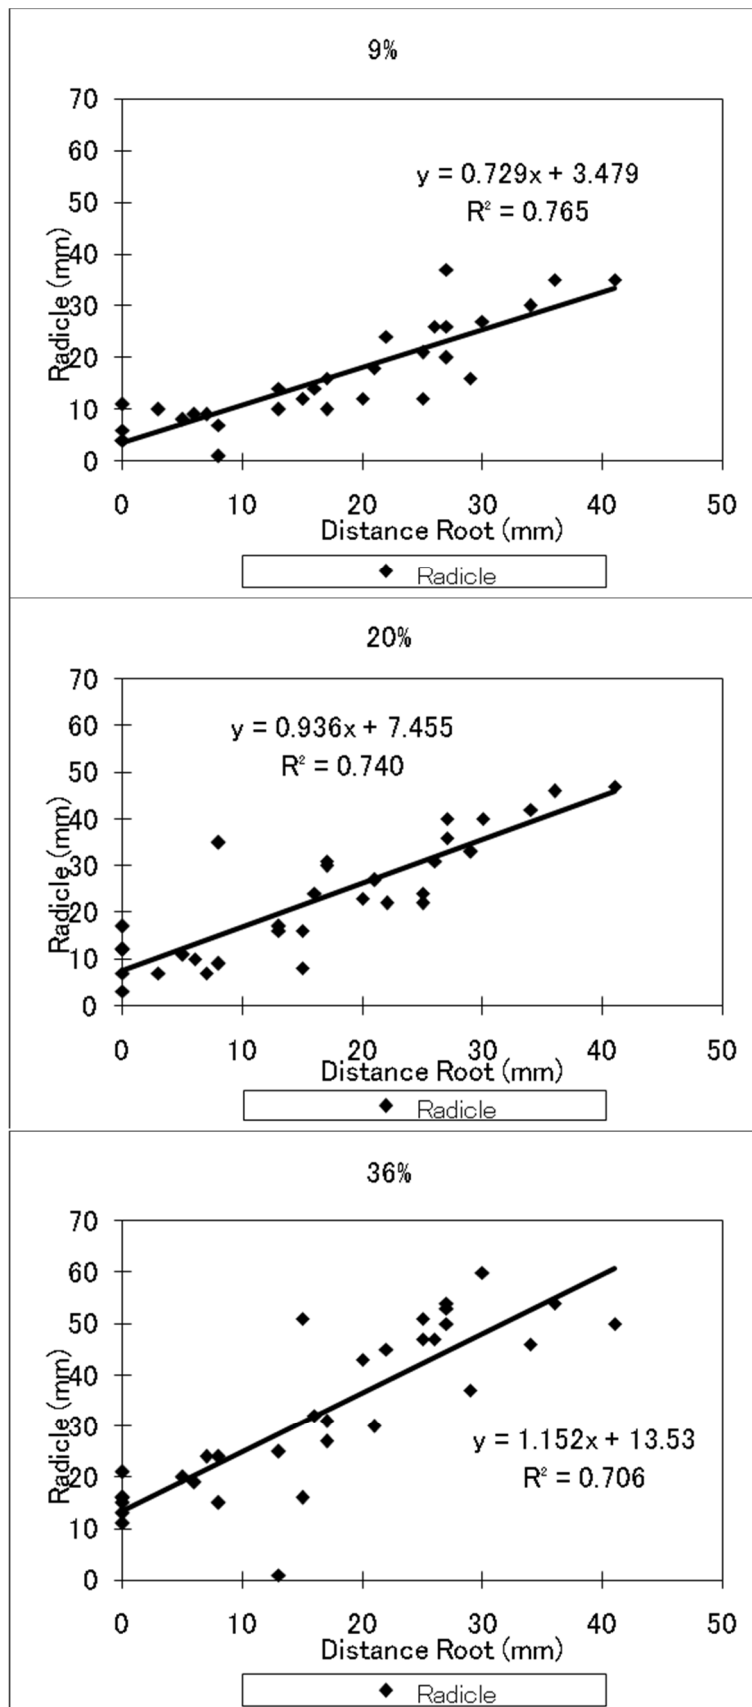 9%
70
60
50
40
30
20
10
0
Radicle (mm)
y = 0.729x + 3.479
R² = 0.765
0 10 20 30 40 50
Distance Root (mm)
Radicle
20%
70
60
50
40
30
20
10
0
Radicle (mm)
y = 0.936x + 7.455
R² = 0.740
0 10 20 30 40 50
Distance Root (mm)
Radicle
36%
70
60
50
40
30
20
10
0
Radicle (mm)
y = 1.152x + 13.53
R² = 0.706
0 10 20 30 40 50
Distance Root (mm)
Radicle